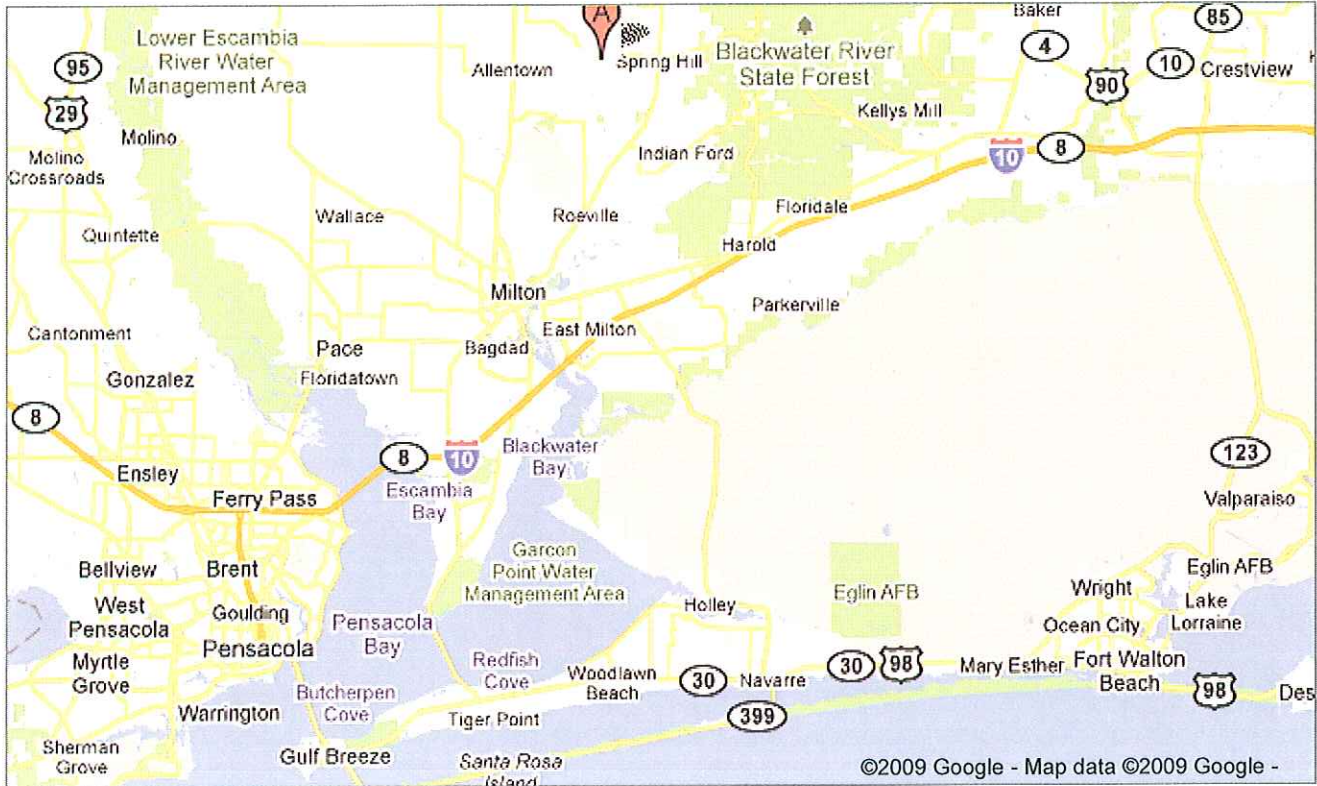 A
Baker
85
Lower Escambia
River Water
Management Area
95
Allentown
Spring Hill
Blackwater River
State Forest
4
10
Crestview
90
29
Molino
Kellys Mill
Molino
Crossroads
Indian Ford
10
8
Wallace
Roeville
Floridale
Quintette
Harold
Milton
Parkerville
Cantonment
East Milton
Pace
Bagdad
Gonzalez
Floridatown
8
Blackwater
Bay
8
10
123
Ensley
Escambia
Bay
Ferry Pass
Valparaiso
Garcon
Point Water
Management Area
Bellview
Brent
Eglin AFB
Eglin AFB
Wright
West
Pensacola
Goulding
Holley
Lake
Lorraine
Pensacola
Bay
Ocean City
Pensacola
Myrtle
Grove
Redfish
Cove
Woodlawn
Beach
30
Navarre
30
98
Mary Esther
Fort Walton
Beach
98
Des
Butcherpen
Cove
Warrington
Tiger Point
399
Sherman
Grove
Gulf Breeze
Santa Rosa
Island
©2009 Google - Map data ©2009 Google -